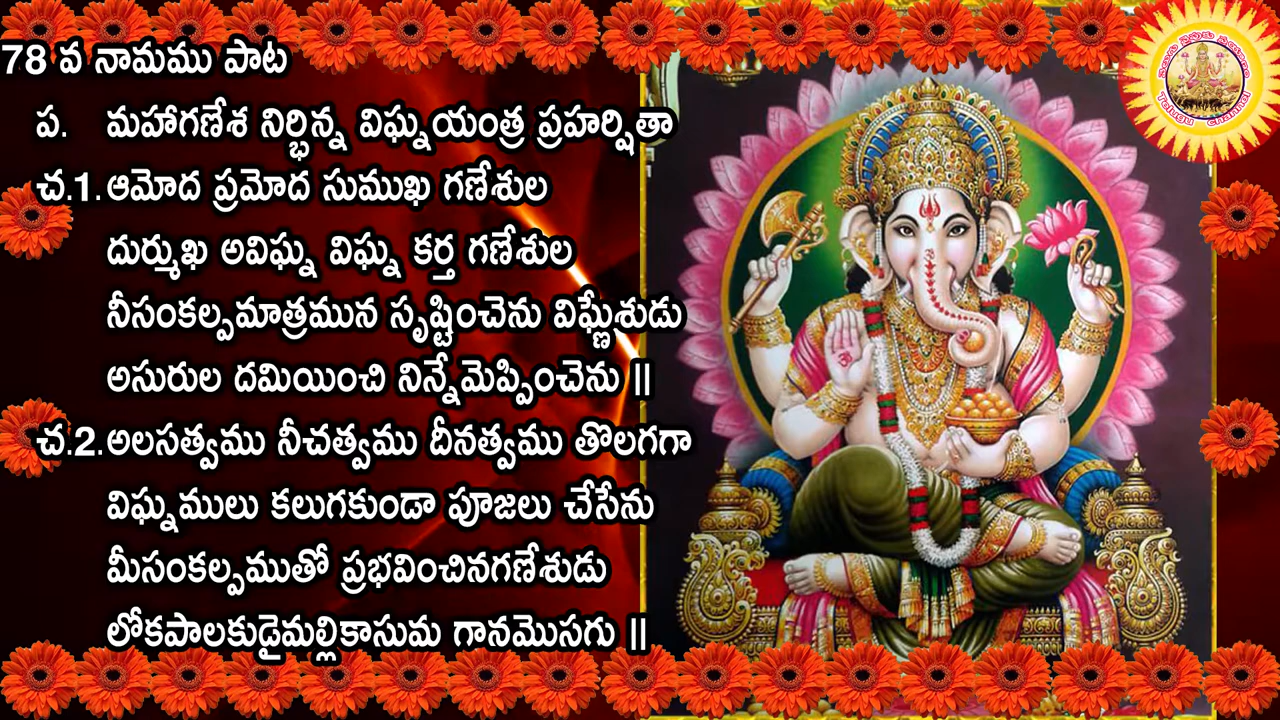 78 వ నామము పాట
ప. మహాగణేశ నిర్భిన్న విఘ్నయంత్ర ప్రహర్షితా
చ.1. ఆమోద ప్రమోద సుముఖ గణేశుల
దుర్ముఖ అవిఘ్న విఘ్న కర్త గణేశుల
నీసంకల్పమాత్రమున సృష్టించెను విఘ్ణేశుడు
అసురుల దమియించి నిన్నేమెప్పించెను ||
చ.2. అలసత్వము నీచత్వము దీనత్వము తొలగగా
విఘ్నములు కలుగకుండా పూజలు చేసేను
మీసంకల్పముతో ప్రభవించినగణేశుడు
లోకపాలకుడైమల్లికాసుమ గానమొసగు ||
Telugu Channel